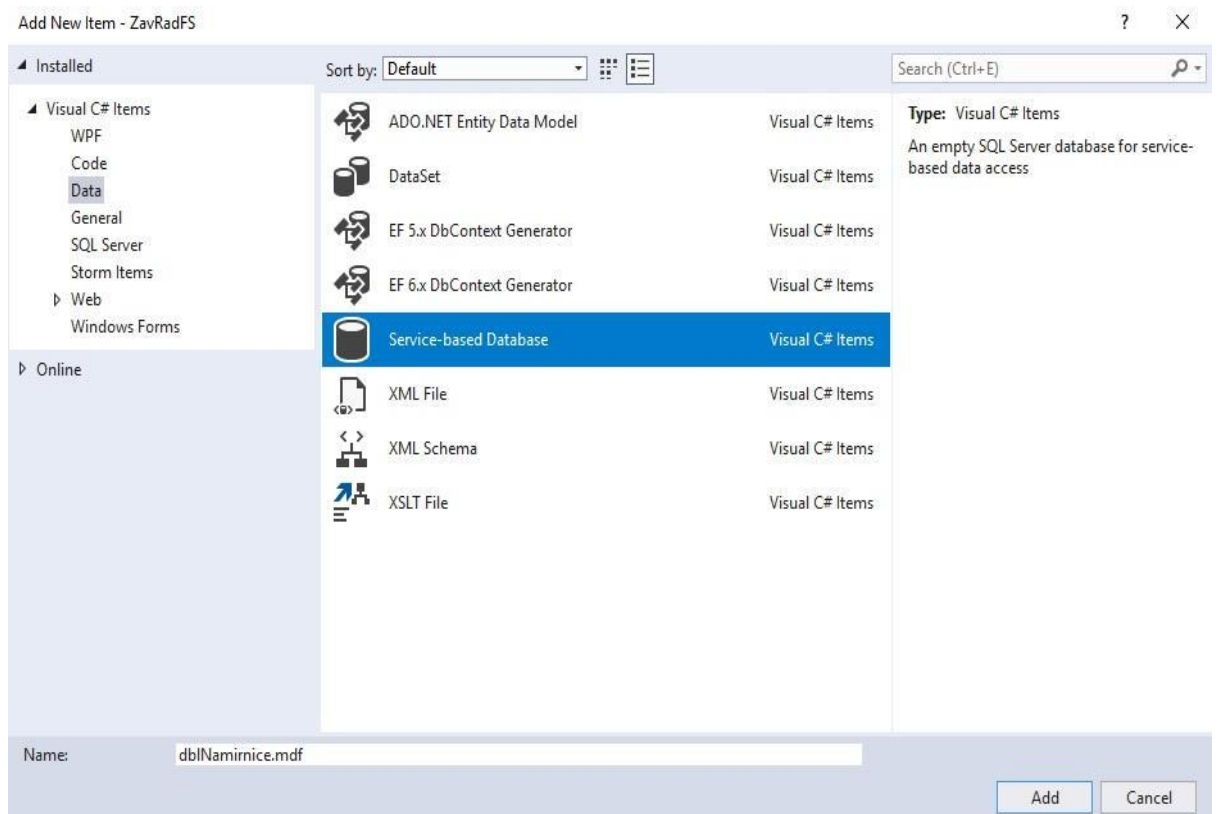 Add New Item - ZavRadFS
?
Installed
Sort by: Default
Search (Ctrl+E)
Visual C# Items
WPF
Code
Data
General
SQL Server
Storm Items
Web
Windows Forms
Online
ADO.NET Entity Data Model Visual C# Items
DataSet Visual C# Items
EF 5.x DbContext Generator Visual C# Items
EF 6.x DbContext Generator Visual C# Items
Service-based Database Visual C# Items
XML File Visual C# Items
XML Schema Visual C# Items
XSLT File Visual C# Items
Type: Visual C# Items
An empty SQL Server database for service-
based data access
Name: dblNamirnice.mdf
Add Cancel